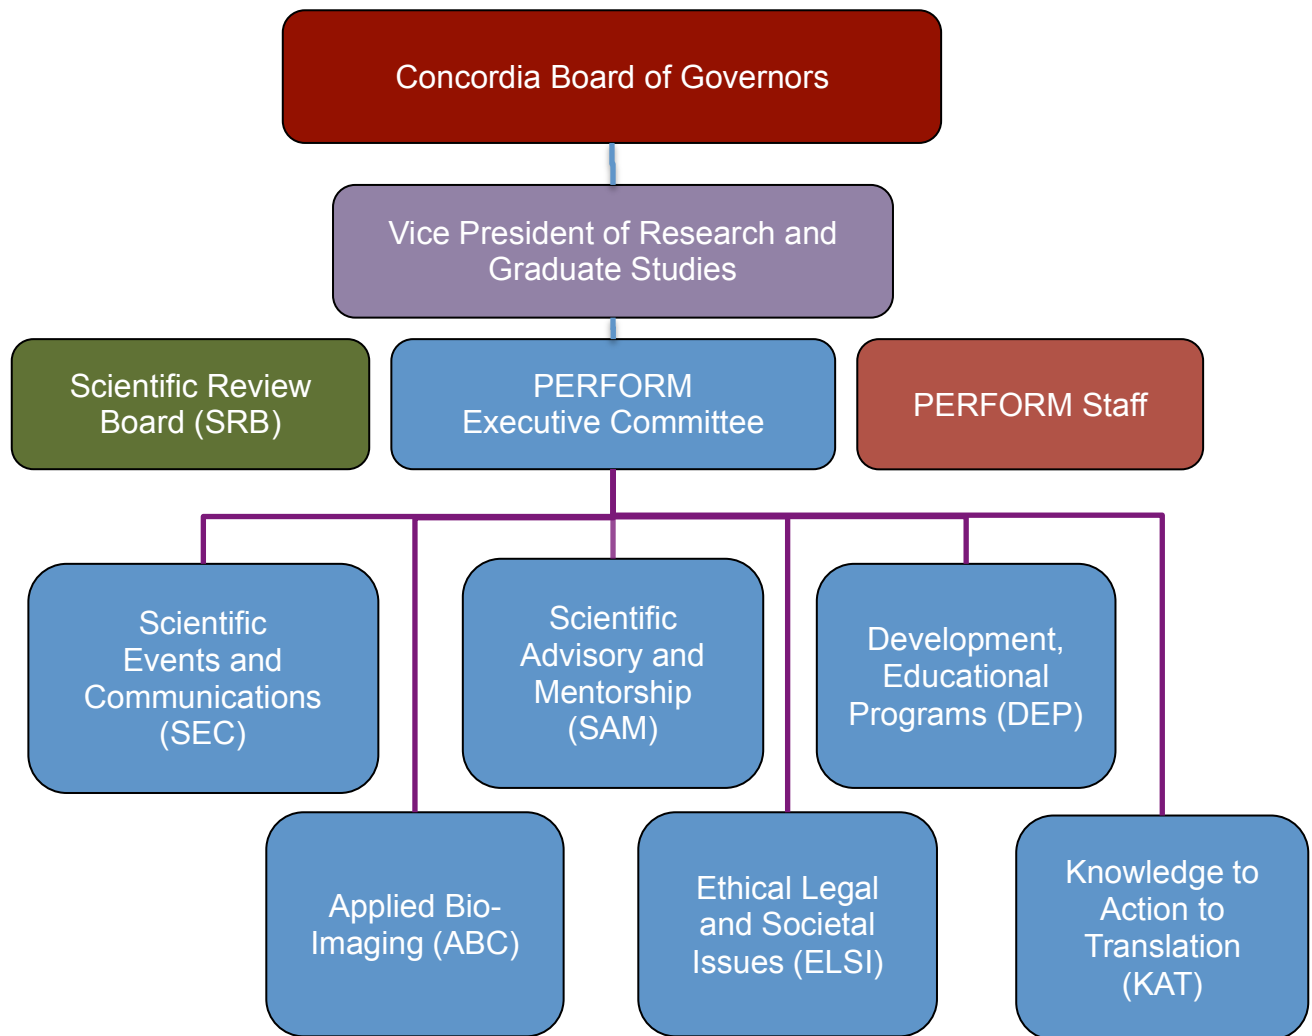 Concordia Board of Governors
Vice President of Research and
Graduate Studies
Scientific Review
Board (SRB)
PERFORM
Executive Committee
PERFORM Staff
Scientific
Events and
Communications
(SEC)
Scientific
Advisory and
Mentorship
(SAM)
Development,
Educational
Programs (DEP)
Applied Bio-
Imaging (ABC)
Ethical Legal
and Societal
Issues (ELSI)
Knowledge to
Action to
Translation
(KAT)